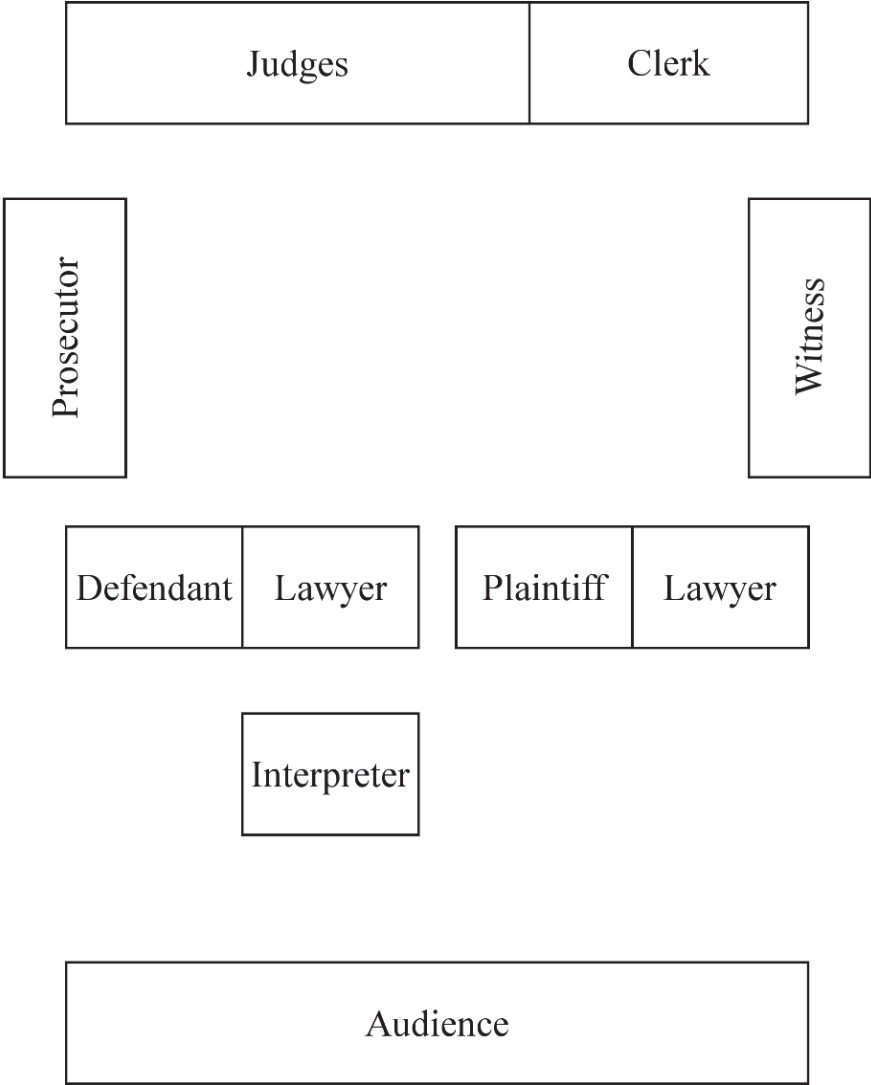 Judges
Clerk
Prosecutor
Witness
Defendant
Lawyer
Plaintiff
Lawyer
Interpreter
Audience